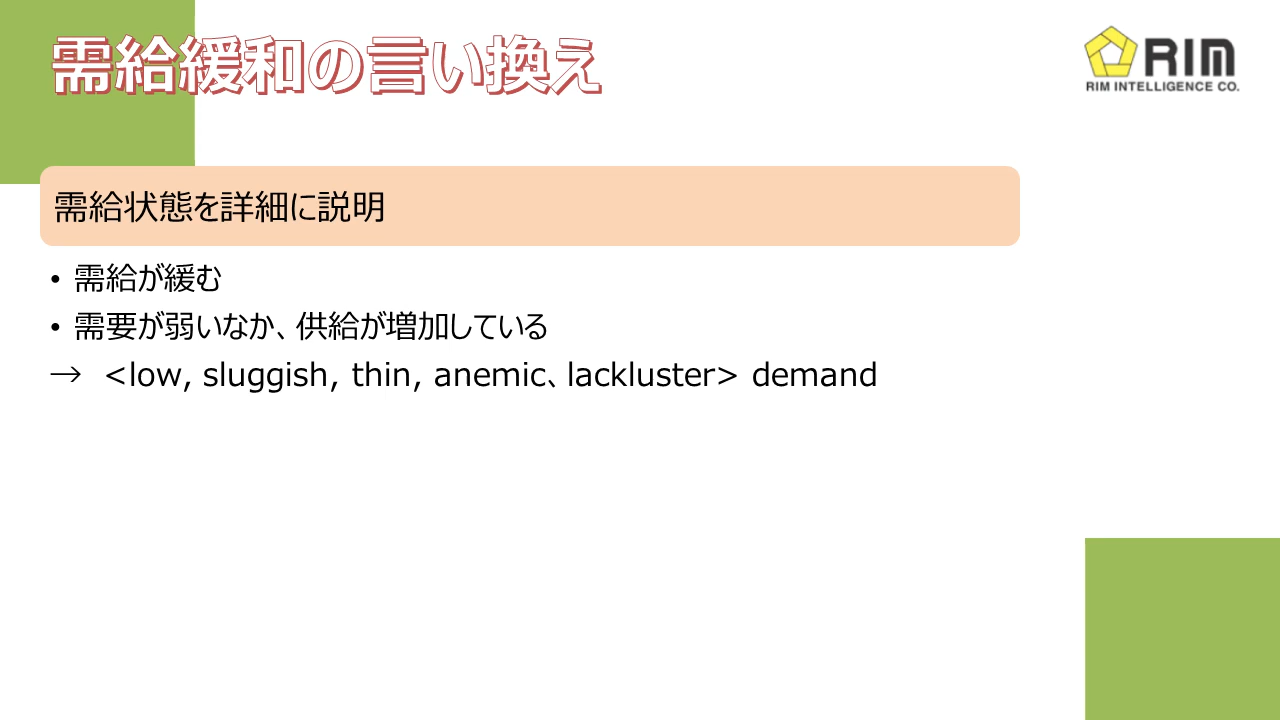 需給緩和の言い換え
RIM
RIM INTELLIGENCE CO.
需給状態を詳細に説明
• 需給が緩む
• 需要が弱いなか、供給が増加している
→ <low, sluggish, thin, anemic、lackluster> demand